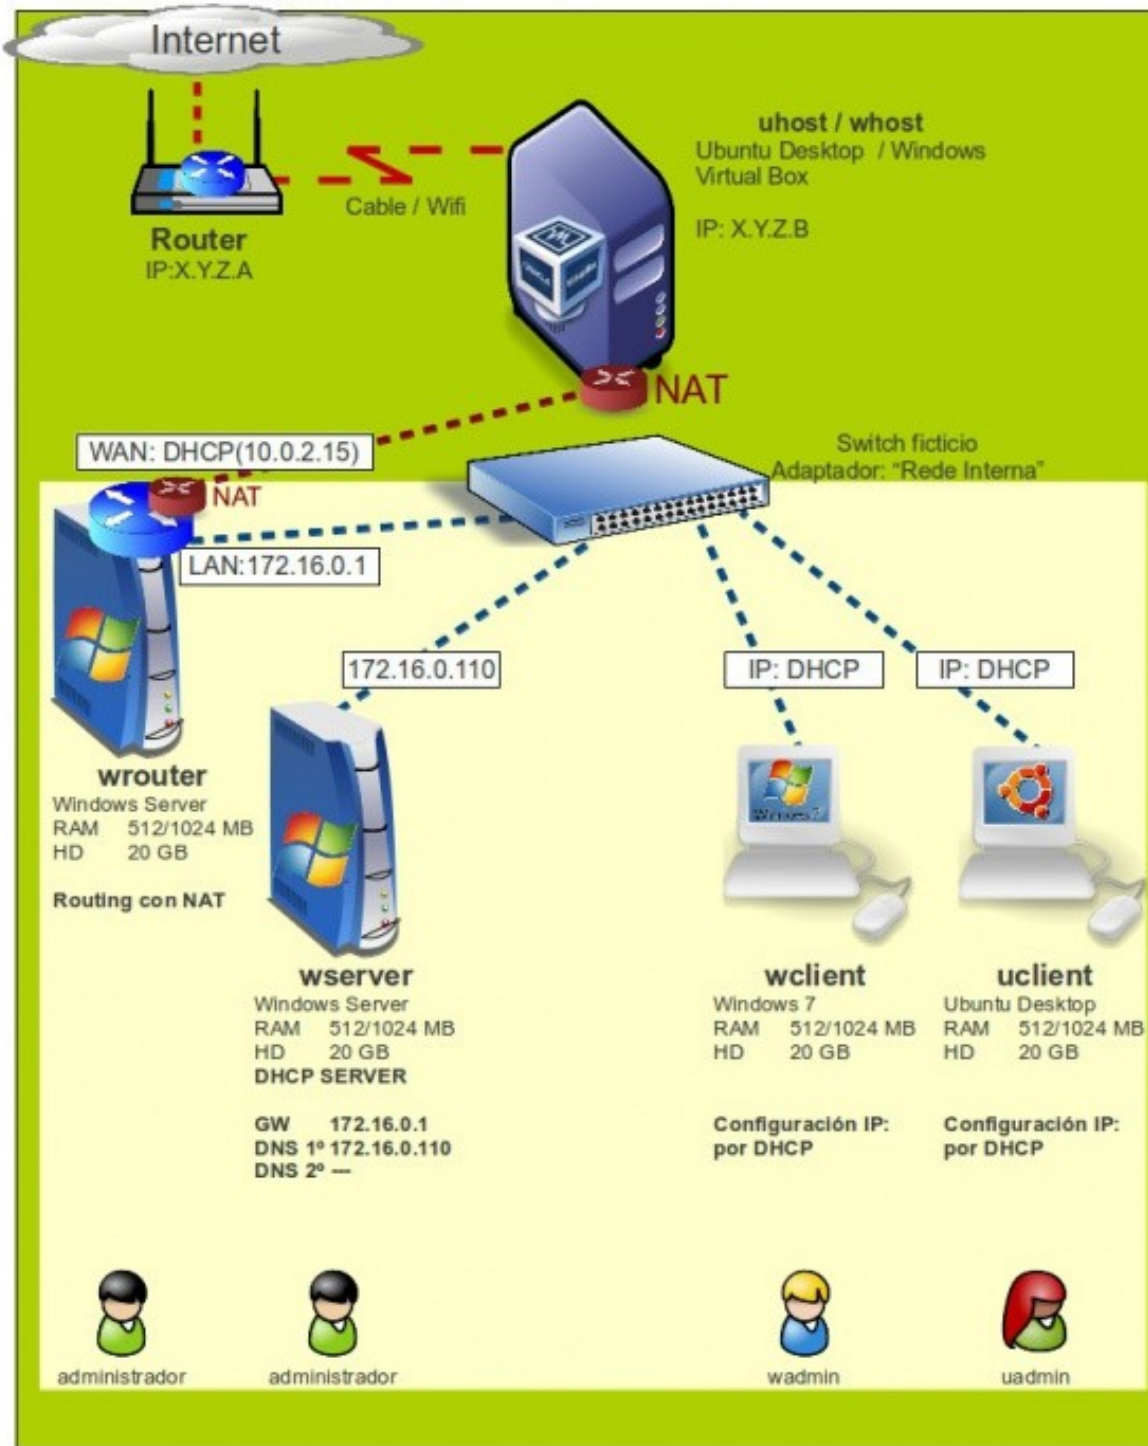 Internet
uhost / whost
Ubuntu Desktop / Windows
Virtual Box
IP: X.Y.Z.B
Cable / Wifi
Router
IP:X.Y.Z.A
NAT
WAN: DHCP(10.0.2.15)
Switch ficticio
Adaptador: “Rede Interna”
NAT
LAN:172.16.0.1
172.16.0.110
IP: DHCP
IP: DHCP
wrouter
Windows Server
RAM 512/1024 MB
HD 20 GB
Routing con NAT
wserver
Windows Server
RAM 512/1024 MB
HD 20 GB
DHCP SERVER
GW 172.16.0.1
DNS 1º 172.16.0.110
DNS 2º ---
Windows 7
wclient
Windows 7
RAM 512/1024 MB
HD 20 GB
Configuración IP:
por DHCP
uclient
Ubuntu Desktop
RAM 512/1024 MB
HD 20 GB
Configuración IP:
por DHCP
administrador
administrador
wadmin
uadmin